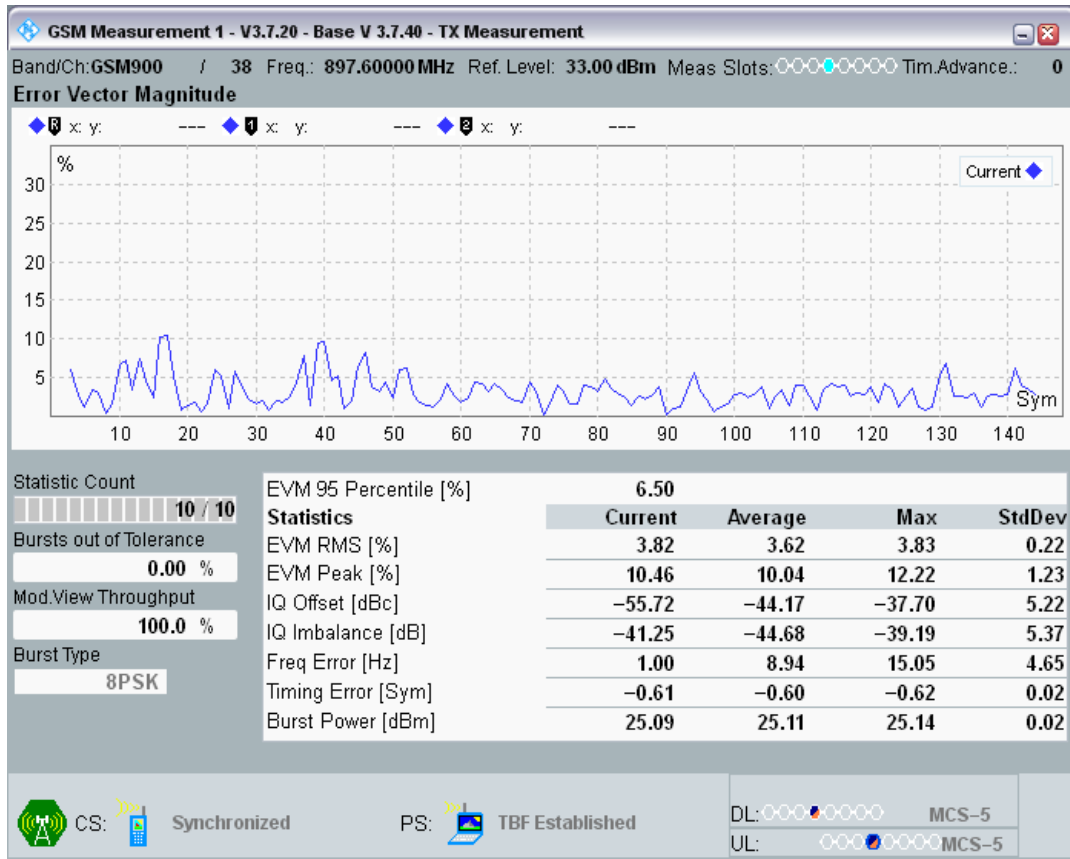 GSM Measurement 1 - V3.7.20 - Base V 3.7.40 - TX Measurement
Band/Ch:GSM900 / 38 Freq.: 897.60000 MHz Ref. Level: 33.00 dBm Meas Slots: Tim.Advance.: 0
Error Vector Magnitude
R x: y: --- 1 x: y: --- 2 x: y: ---
%
Current
30
25
20
15
10
5
Sym
10 20 30 40 50 60 70 80 90 100 110 120 130 140
Statistic Count
10 / 10
Bursts out of Tolerance
0.00 %
Mod.View Throughput
100.0 %
Burst Type
8PSK
EVM 95 Percentile [%] 6.50
Statistics Current Average Max StdDev
EVM RMS [%] 3.82 3.62 3.83 0.22
EVM Peak [%] 10.46 10.04 12.22 1.23
IQ Offset [dBc] −55.72 −44.17 −37.70 5.22
IQ Imbalance [dB] −41.25 −44.68 −39.19 5.37
Freq Error [Hz] 1.00 8.94 15.05 4.65
Timing Error [Sym] −0.61 −0.60 −0.62 0.02
Burst Power [dBm] 25.09 25.11 25.14 0.02
CS: Synchronized PS: TBF Established
DL: MCS−5
UL: MCS−5